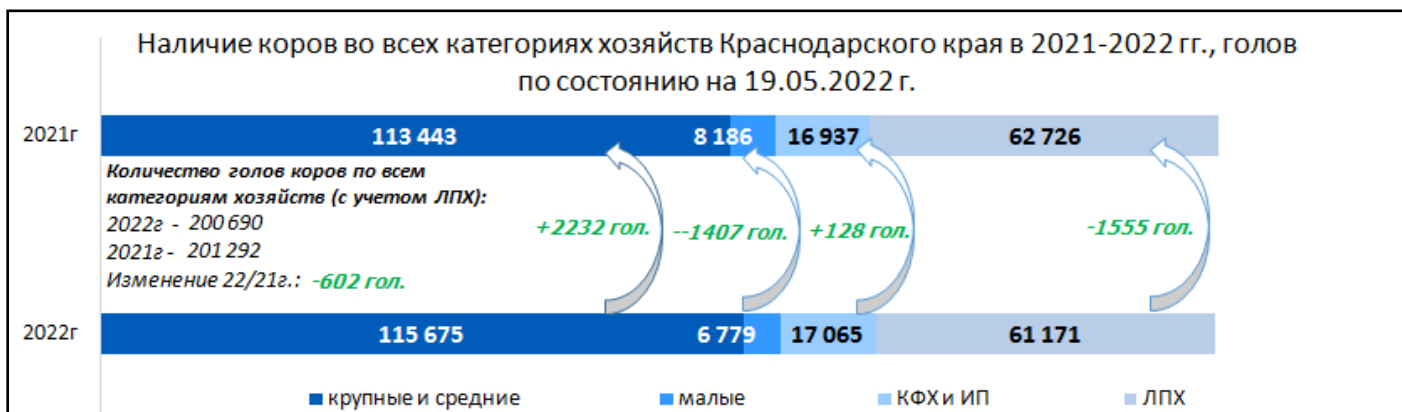 Наличие коров во всех категориях хозяйств Краснодарского края в 2021-2022 гг., голов
по состоянию на 19.05.2022 г.
2021г
113 443
8 186
16 937
62 726
Количество голов коров по всем
категориям хозяйств (с учетом ЛПХ):
2022г - 200 690
2021г - 201 292
Изменение 22/21г.: -602 гол.
+2232 гол.
--1407 гол.
+128 гол.
-1555 гол.
2022г
115 675
6 779
17 065
61 171
крупные и средние
малые
КФХ и ИП
ЛПХ